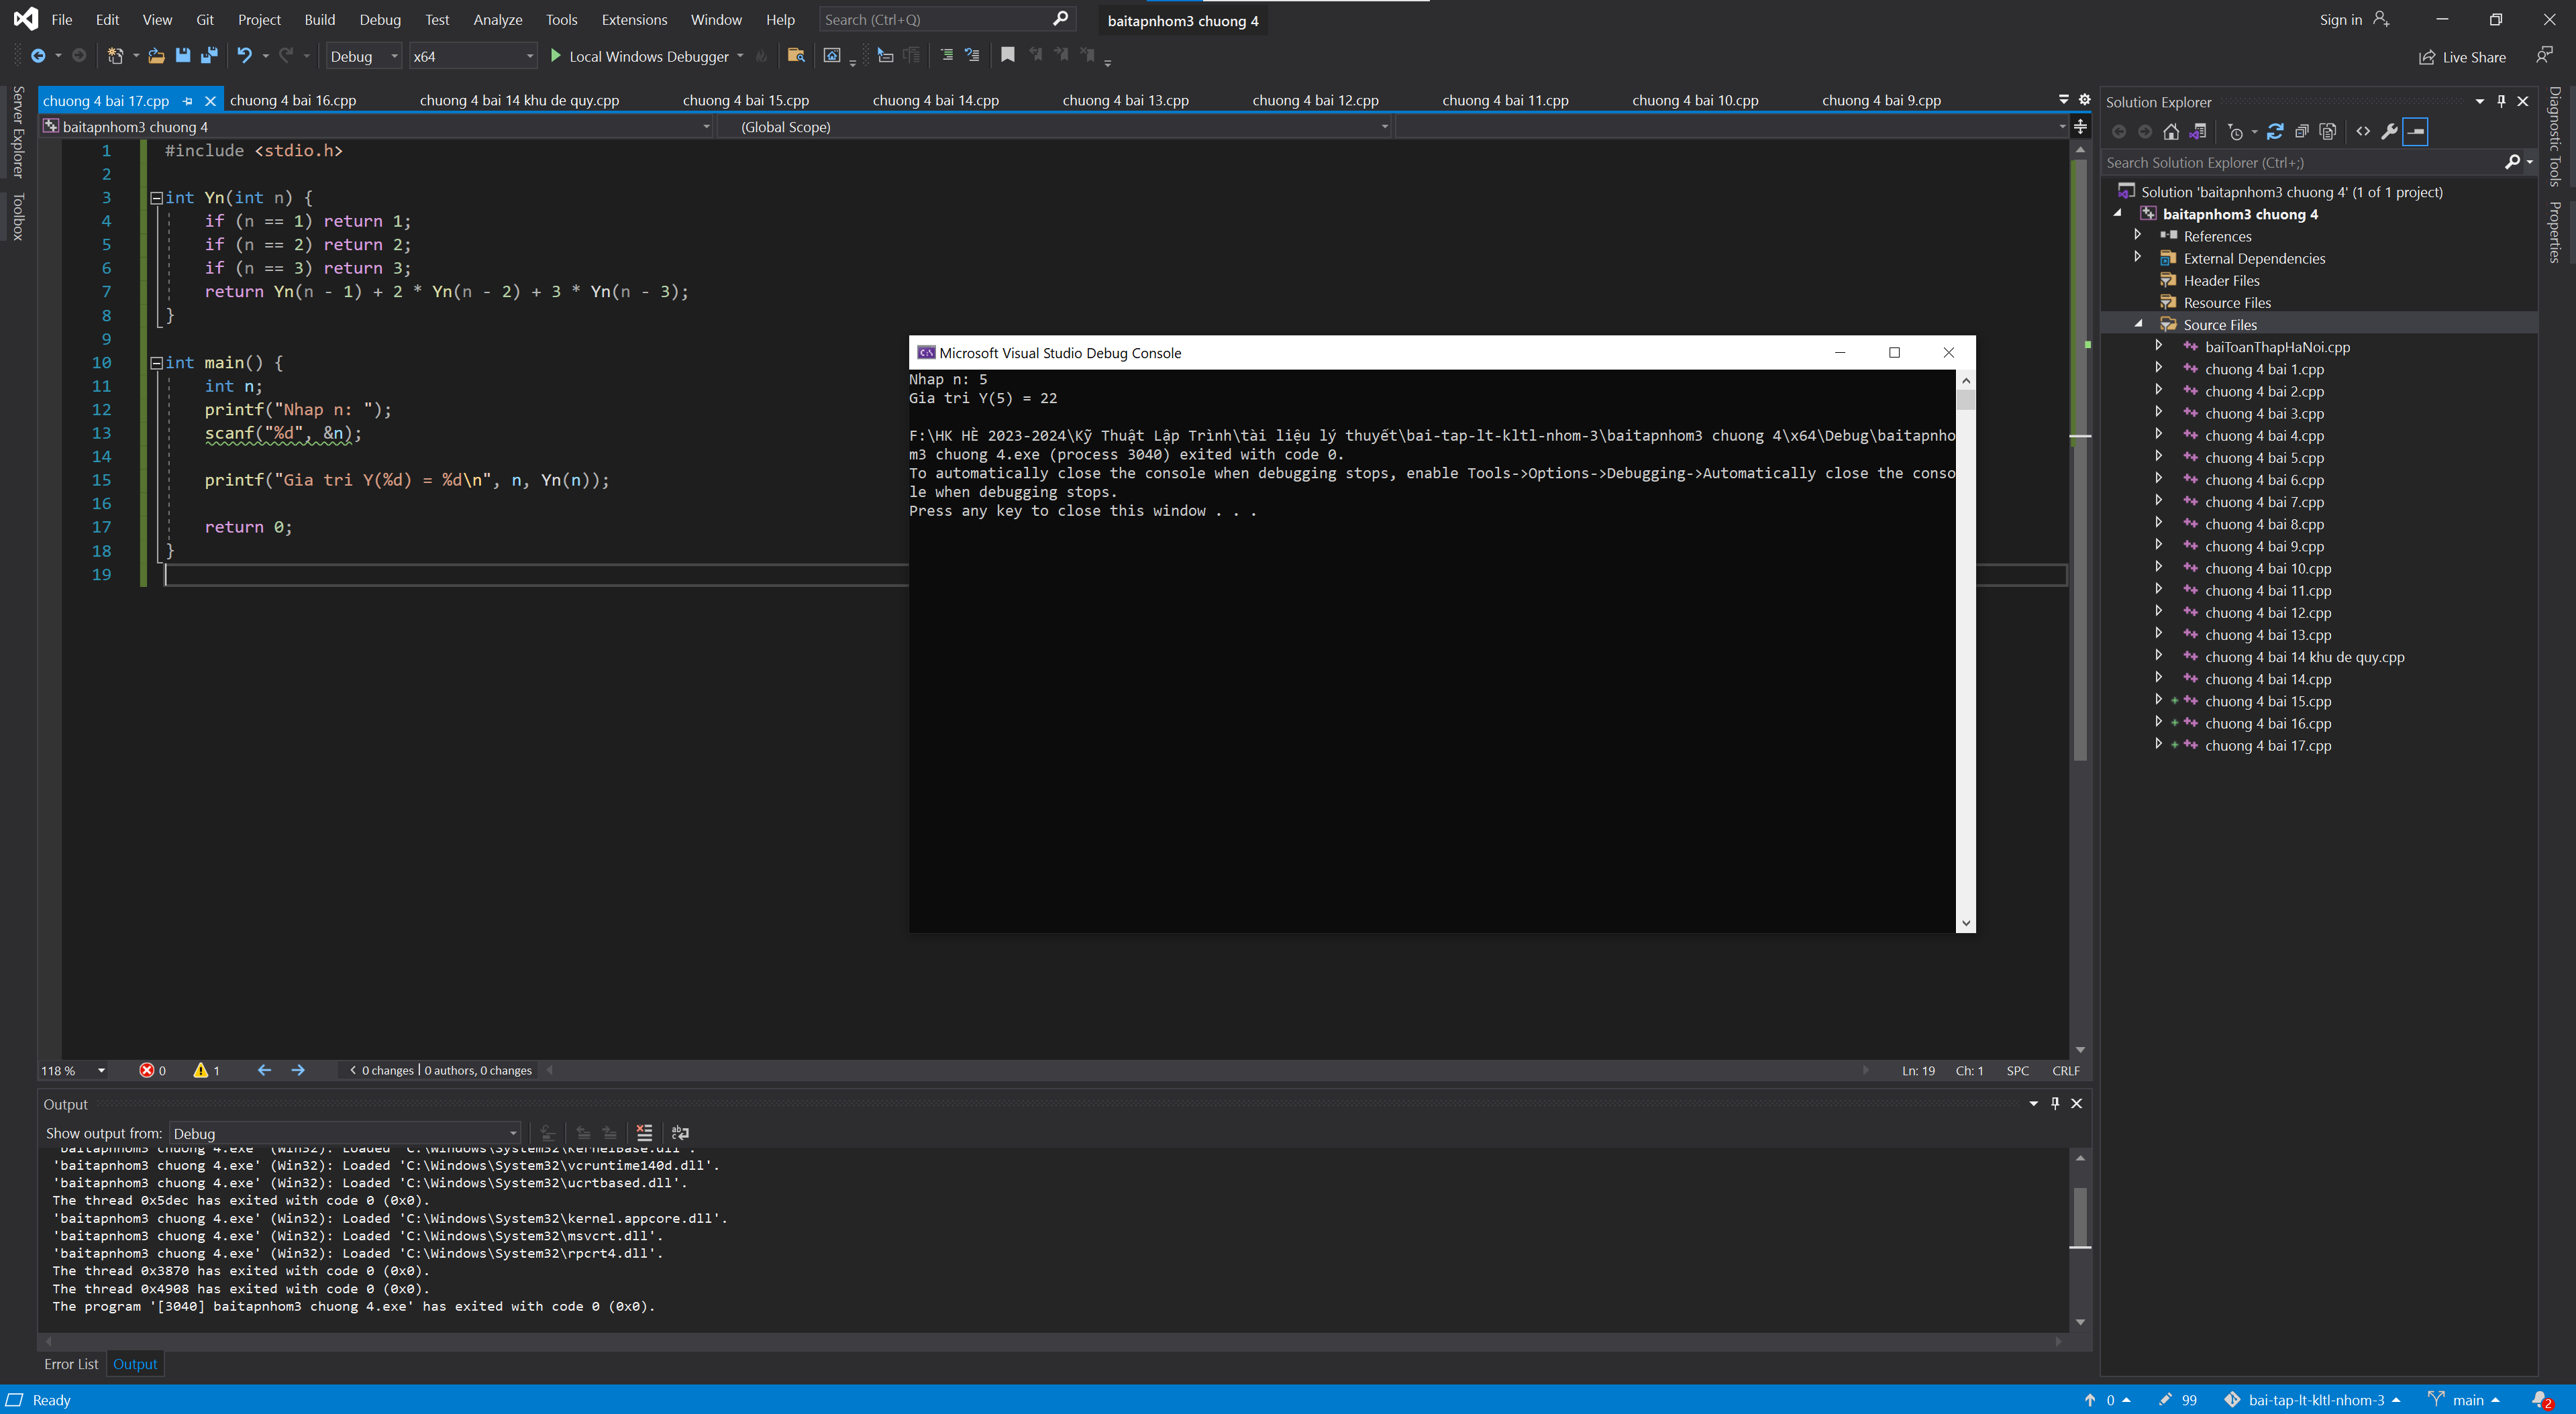 File Edit View Git Project Build Debug Test Analyze Tools Extensions Window Help Search (Ctrl+Q) baitapnhom3 chuong 4 Sign in
Debug x64 Local Windows Debugger Live Share
Server Explorer
Toolbox
chuong 4 bai 17.cpp chuong 4 bai 16.cpp chuong 4 bai 14 khu de quy.cpp chuong 4 bai 15.cpp chuong 4 bai 14.cpp chuong 4 bai 13.cpp chuong 4 bai 12.cpp chuong 4 bai 11.cpp chuong 4 bai 10.cpp chuong 4 bai 9.cpp
baitapnhom3 chuong 4 (Global Scope)
1 #include <stdio.h>
2
3 int Yn(int n) {
4 if (n == 1) return 1;
5 if (n == 2) return 2;
6 if (n == 3) return 3;
7 return Yn(n - 1) + 2 * Yn(n - 2) + 3 * Yn(n - 3);
8 }
9
10 int main() {
11 int n;
12 printf("Nhap n: ");
13 scanf("%d", &n);
14
15 printf("Gia tri Y(%d) = %d\n", n, Yn(n));
16
17 return 0;
18 }
19
Microsoft Visual Studio Debug Console
Nhap n: 5
Gia tri Y(5) = 22
F:\HK HÈ 2023-2024\Kỹ Thuật Lập Trình\tài liệu lý thuyết\bai-tap-lt-kltl-nhom-3\baitapnhom3 chuong 4\x64\Debug\baitapnho
m3 chuong 4.exe (process 3040) exited with code 0.
To automatically close the console when debugging stops, enable Tools->Options->Debugging->Automatically close the conso
le when debugging stops.
Press any key to close this window . . .
118 % 0 1 0 changes | 0 authors, 0 changes Ln: 19 Ch: 1 SPC CRLF
Output
Show output from: Debug
'baitapnhom3 chuong 4.exe' (Win32): Loaded 'C:\Windows\System32\KernelBase.dll'.
'baitapnhom3 chuong 4.exe' (Win32): Loaded 'C:\Windows\System32\vcruntime140d.dll'.
'baitapnhom3 chuong 4.exe' (Win32): Loaded 'C:\Windows\System32\ucrtbased.dll'.
The thread 0x5dec has exited with code 0 (0x0).
'baitapnhom3 chuong 4.exe' (Win32): Loaded 'C:\Windows\System32\kernel.appcore.dll'.
'baitapnhom3 chuong 4.exe' (Win32): Loaded 'C:\Windows\System32\msvcrt.dll'.
'baitapnhom3 chuong 4.exe' (Win32): Loaded 'C:\Windows\System32\rpcrt4.dll'.
The thread 0x3870 has exited with code 0 (0x0).
The thread 0x4908 has exited with code 0 (0x0).
The program '[3040] baitapnhom3 chuong 4.exe' has exited with code 0 (0x0).
Error List Output
Solution Explorer
Search Solution Explorer (Ctrl+;)
Solution 'baitapnhom3 chuong 4' (1 of 1 project)
baitapnhom3 chuong 4
References
External Dependencies
Header Files
Resource Files
Source Files
baiToanThapHaNoi.cpp
chuong 4 bai 1.cpp
chuong 4 bai 2.cpp
chuong 4 bai 3.cpp
chuong 4 bai 4.cpp
chuong 4 bai 5.cpp
chuong 4 bai 6.cpp
chuong 4 bai 7.cpp
chuong 4 bai 8.cpp
chuong 4 bai 9.cpp
chuong 4 bai 10.cpp
chuong 4 bai 11.cpp
chuong 4 bai 12.cpp
chuong 4 bai 13.cpp
chuong 4 bai 14 khu de quy.cpp
chuong 4 bai 14.cpp
chuong 4 bai 15.cpp
chuong 4 bai 16.cpp
chuong 4 bai 17.cpp
Diagnostic Tools
Properties
Ready 0 99 bai-tap-lt-kltl-nhom-3 main 2